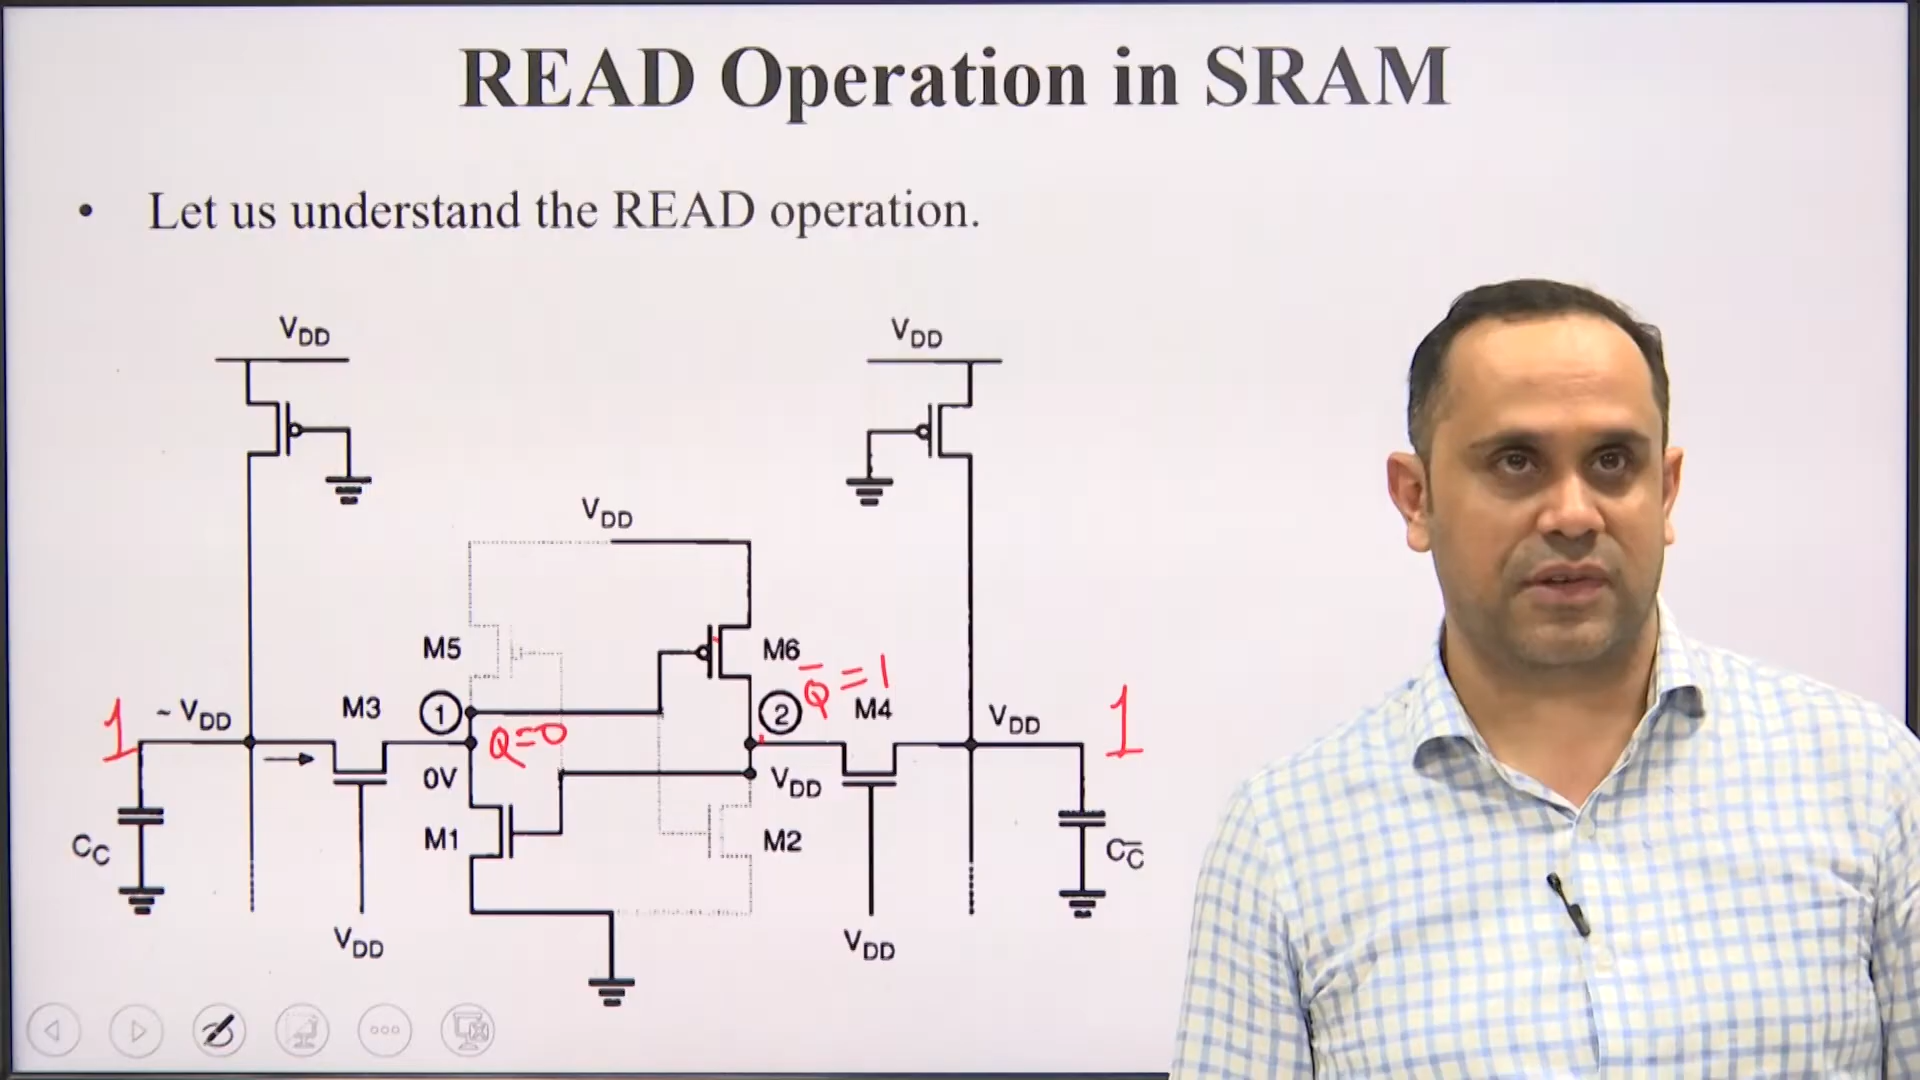 READ Operation in SRAM
• Let us understand the READ operation.
VDD
VDD
VDD
M5
M6
Q̅ = 1
1
~ VDD
M3
1
2
M4
VDD
1
Q=0
0V
VDD
M1
M2
CC
CC̅
VDD
VDD